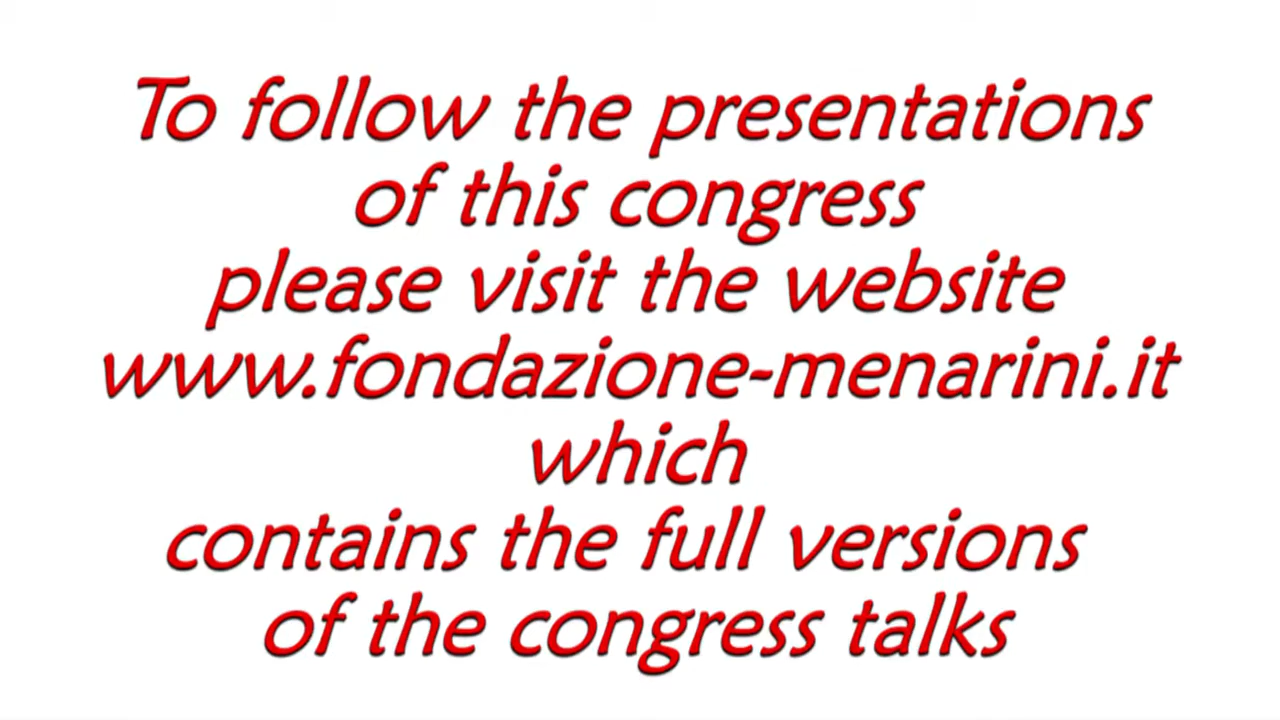 To follow the presentations
of this congress
please visit the website
www.fondazione-menarini.it
which
contains the full versions
of the congress talks